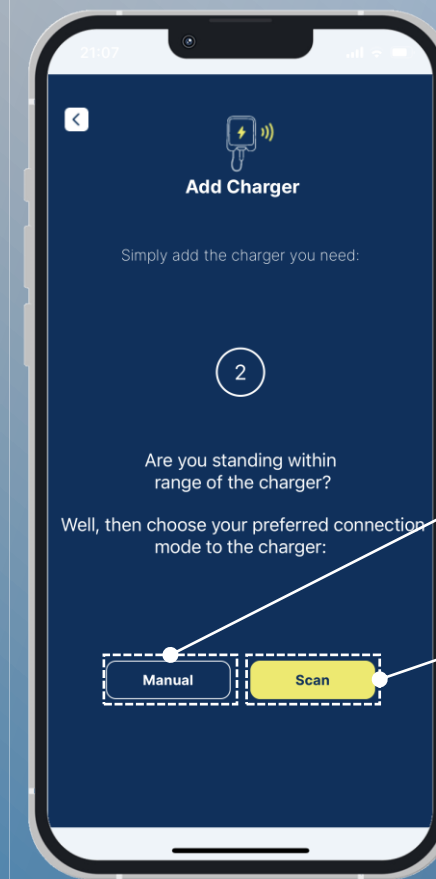 21:07
Add Charger
Simply add the charger you need:
2
Are you standing within
range of the charger?
Well, then choose your preferred connection
mode to the charger:
Manual
Scan